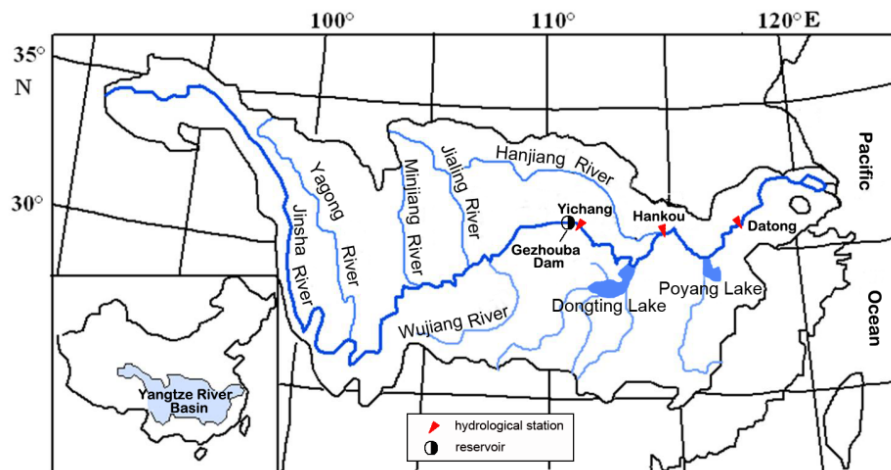 100°
110°
120°E
35°
N
30°
Jinsha River
Yagong
River
Minjiang River
Jialing River
Hanjiang River
Wujiang River
Yichang
Gezhouba
Dam
Hankou
Datong
Dongting Lake
Poyang Lake
Pacific
Ocean
Yangtze River
Basin
hydrological station
reservoir